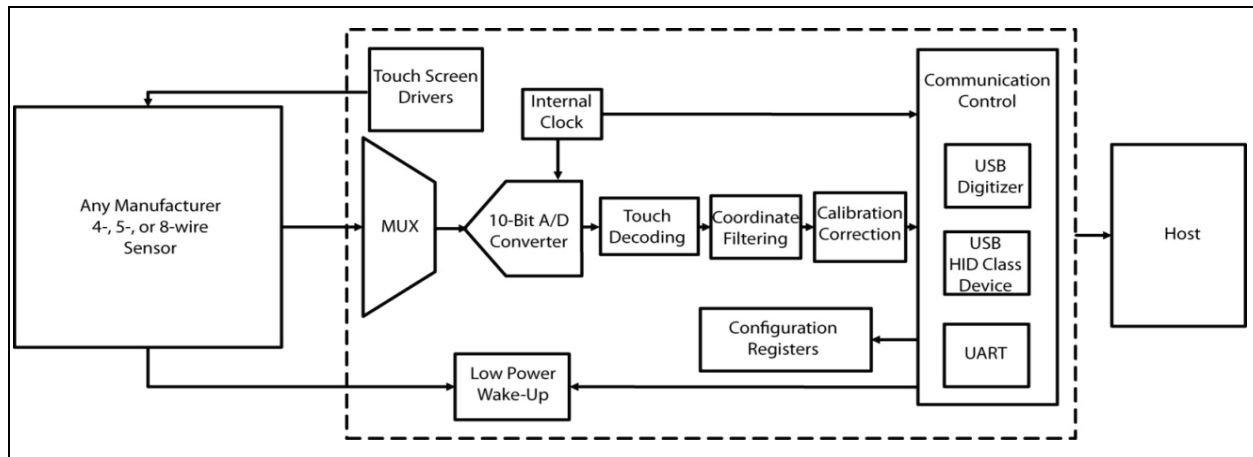 Touch Screen
Drivers
Internal
Clock
Communication
Control
Any Manufacturer
4-, 5-, or 8-wire
Sensor
MUX
10-Bit A/D
Converter
Touch
Decoding
Coordinate
Filtering
Calibration
Correction
USB
Digitizer
USB
HID Class
Device
UART
Host
Configuration
Registers
Low Power
Wake-Up